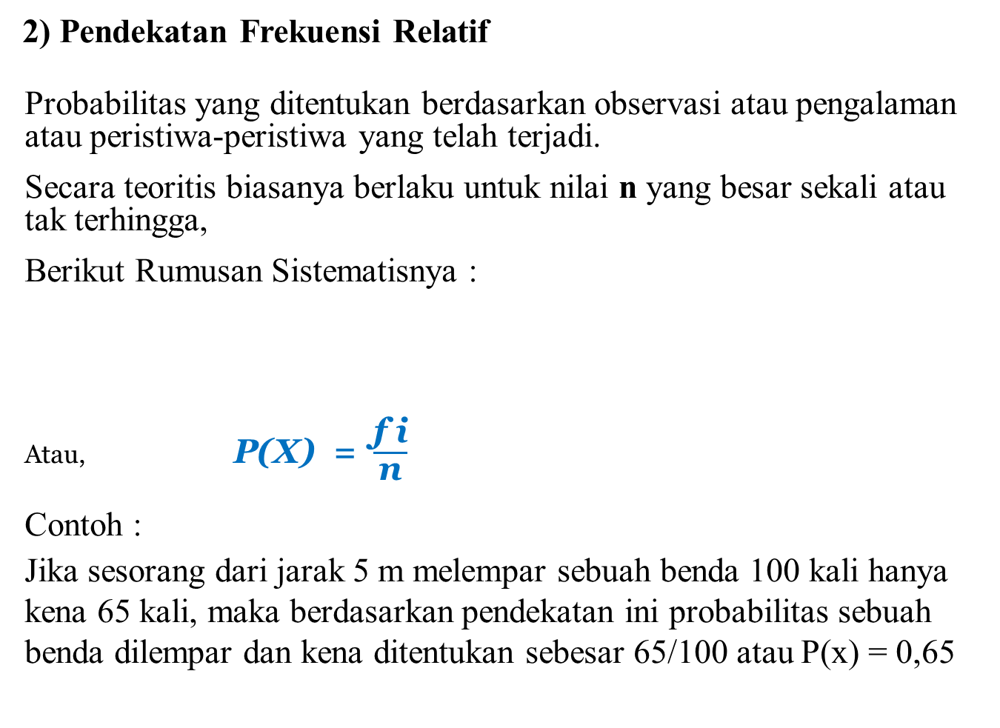 2) Pendekatan Frekuensi Relatif
Probabilitas yang ditentukan berdasarkan observasi atau pengalaman
atau peristiwa-peristiwa yang telah terjadi.
Secara teoritis biasanya berlaku untuk nilai n yang besar sekali atau
tak terhingga,
Berikut Rumusan Sistematisnya :
Atau, P(X) = fi/n
Contoh :
Jika sesorang dari jarak 5 m melempar sebuah benda 100 kali hanya
kena 65 kali, maka berdasarkan pendekatan ini probabilitas sebuah
benda dilempar dan kena ditentukan sebesar 65/100 atau P(x) = 0,65